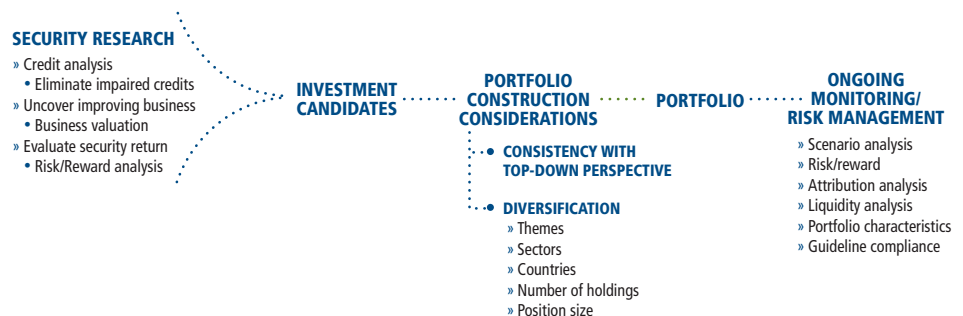 SECURITY RESEARCH
» Credit analysis
• Eliminate impaired credits
» Uncover improving business
• Business valuation
» Evaluate security return
• Risk/Reward analysis
INVESTMENT
CANDIDATES
PORTFOLIO
CONSTRUCTION
CONSIDERATIONS
• CONSISTENCY WITH
TOP-DOWN PERSPECTIVE
• DIVERSIFICATION
» Themes
» Sectors
» Countries
» Number of holdings
» Position size
PORTFOLIO
ONGOING
MONITORING/
RISK MANAGEMENT
» Scenario analysis
» Risk/reward
» Attribution analysis
» Liquidity analysis
» Portfolio characteristics
» Guideline compliance